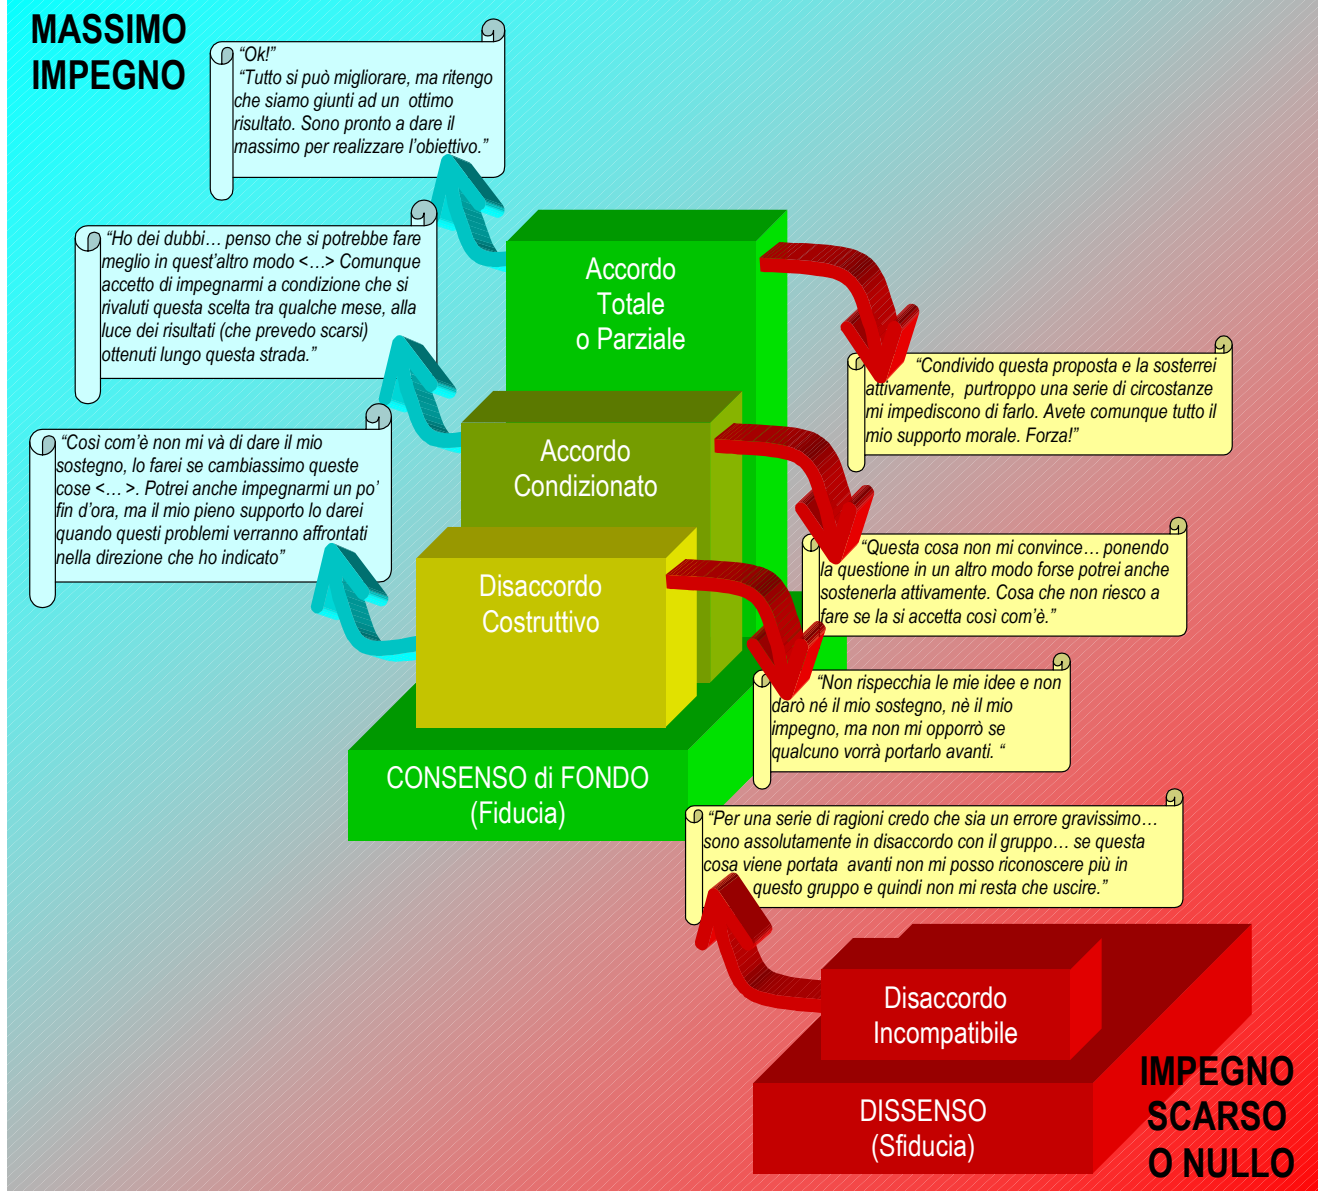 MASSIMO
IMPEGNO
“Ok!”
“Tutto si può migliorare, ma ritengo
che siamo giunti ad un ottimo
risultato. Sono pronto a dare il
massimo per realizzare l’obiettivo.”
“Ho dei dubbi… penso che si potrebbe fare
meglio in quest’altro modo <…> Comunque
accetto di impegnarmi a condizione che si
rivaluti questa scelta tra qualche mese, alla
luce dei risultati (che prevedo scarsi)
ottenuti lungo questa strada.”
“Così com’è non mi và di dare il mio
sostegno, lo farei se cambiassimo queste
cose <… >. Potrei anche impegnarmi un po’
fin d’ora, ma il mio pieno supporto lo darei
quando questi problemi verranno affrontati
nella direzione che ho indicato”
Accordo
Totale
o Parziale
Accordo
Condizionato
Disaccordo
Costruttivo
CONSENSO di FONDO
(Fiducia)
“Condivido questa proposta e la sosterrei
attivamente, purtroppo una serie di circostanze
mi impediscono di farlo. Avete comunque tutto il
mio supporto morale. Forza!”
“Questa cosa non mi convince… ponendo
la questione in un altro modo forse potrei anche
sostenerla attivamente. Cosa che non riesco a
fare se la si accetta così com’è.”
“Non rispecchia le mie idee e non
darò né il mio sostegno, nè il mio
impegno, ma non mi opporrò se
qualcuno vorrà portarlo avanti. “
“Per una serie di ragioni credo che sia un errore gravissimo…
sono assolutamente in disaccordo con il gruppo… se questa
cosa viene portata avanti non mi posso riconoscere più in
questo gruppo e quindi non mi resta che uscire.”
Disaccordo
Incompatibile
DISSENSO
(Sfiducia)
IMPEGNO
SCARSO
O NULLO